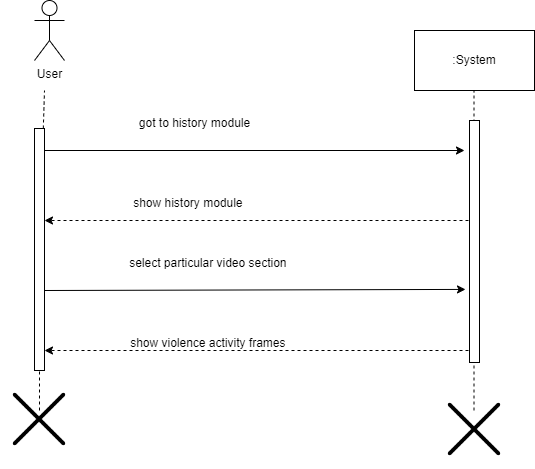 User
:System
got to history module
show history module
select particular video section
show violence activity frames